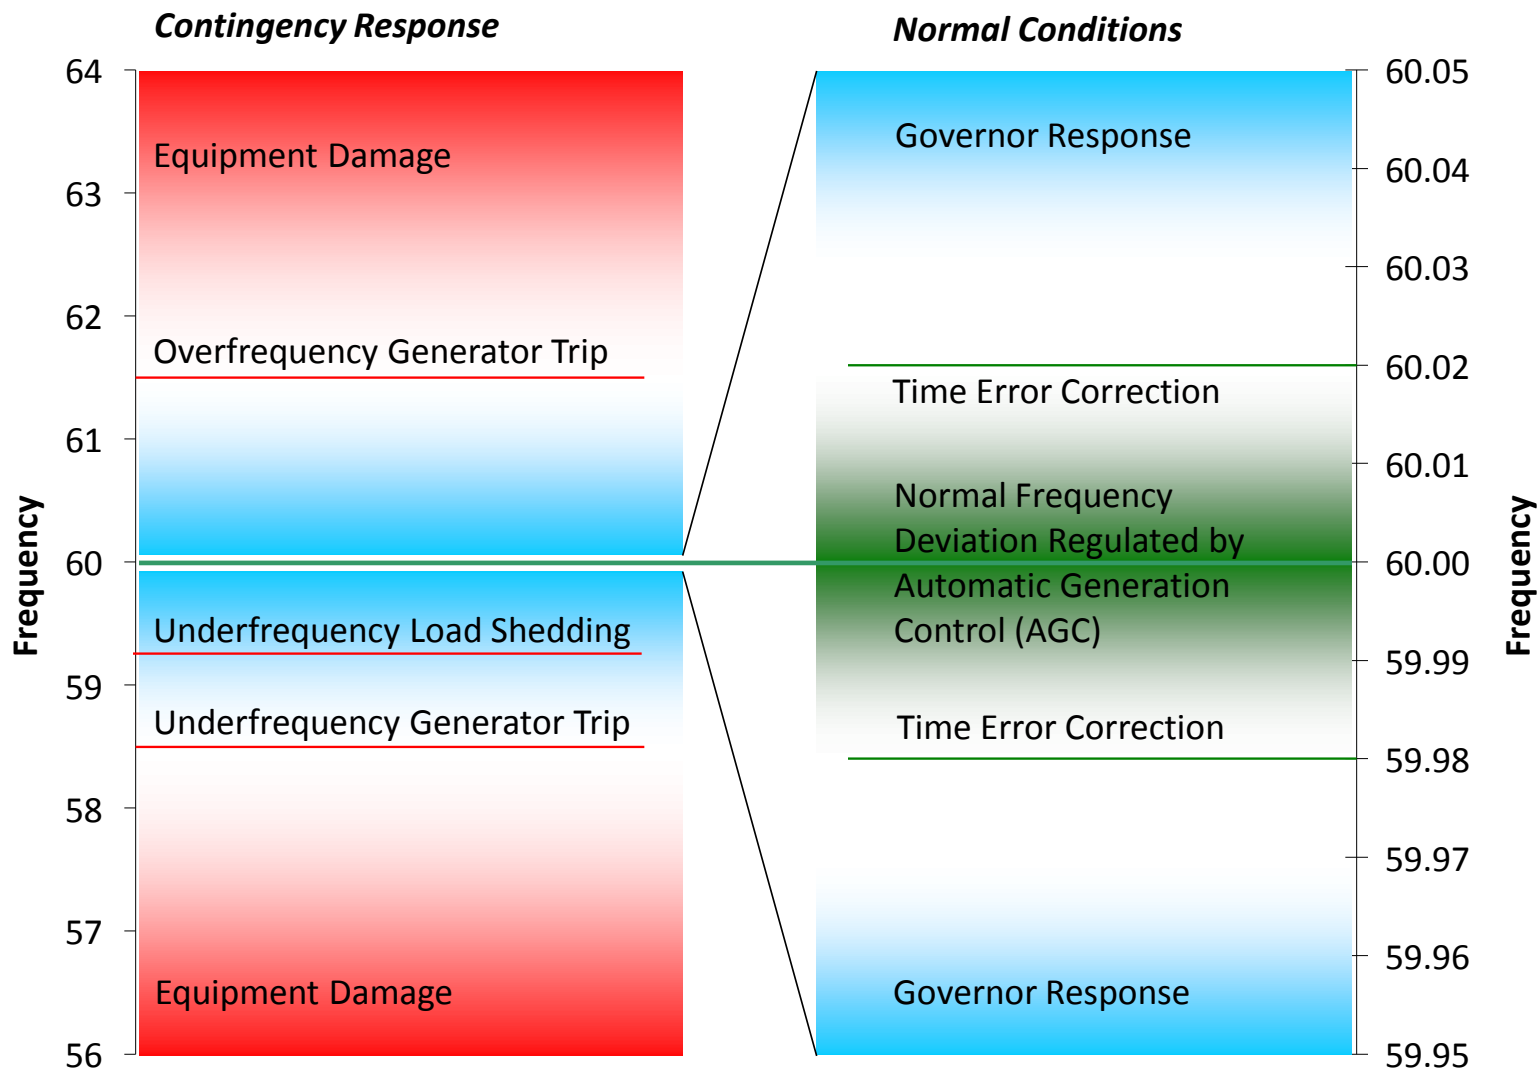 Contingency Response
Normal Conditions
64
63
62
61
60
59
58
57
56
Frequency
Equipment Damage
Overfrequency Generator Trip
Underfrequency Load Shedding
Underfrequency Generator Trip
Equipment Damage
Governor Response
Time Error Correction
Normal Frequency
Deviation Regulated by
Automatic Generation
Control (AGC)
Time Error Correction
Governor Response
60.05
60.04
60.03
60.02
60.01
60.00
59.99
59.98
59.97
59.96
59.95
Frequency